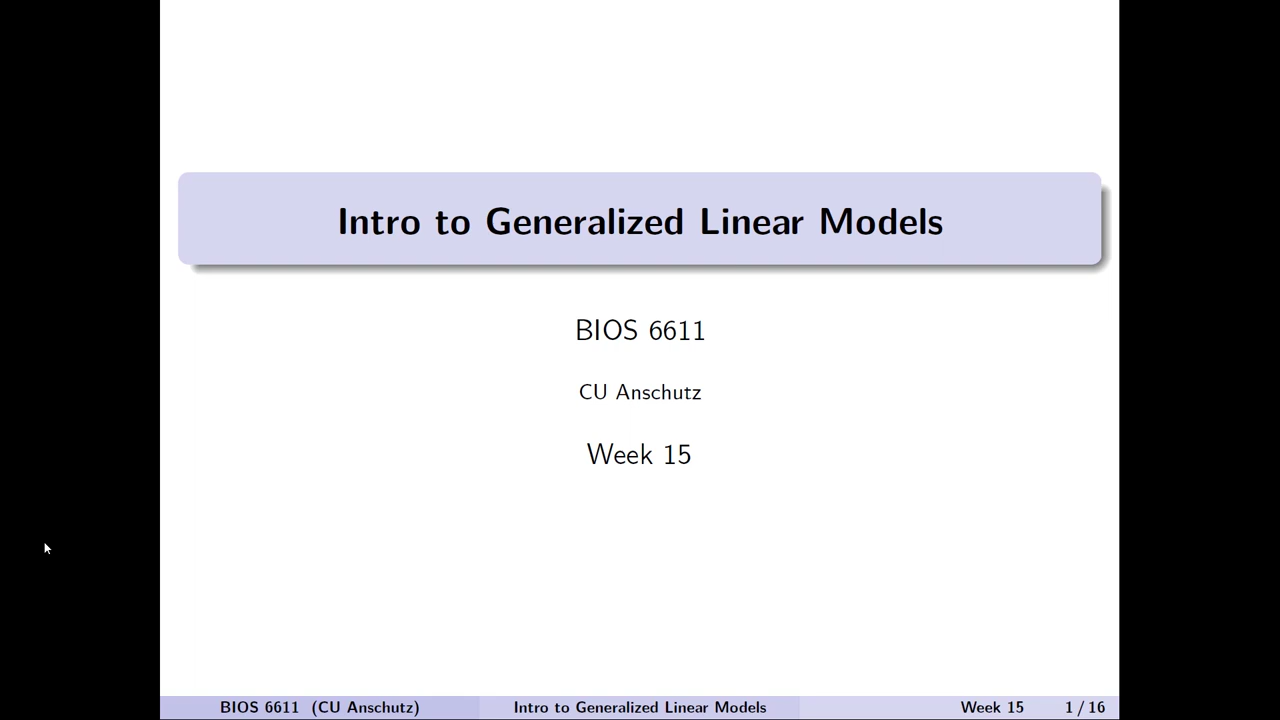 Intro to Generalized Linear Models
BIOS 6611
CU Anschutz
Week 15
BIOS 6611 (CU Anschutz) Intro to Generalized Linear Models Week 15 1 / 16